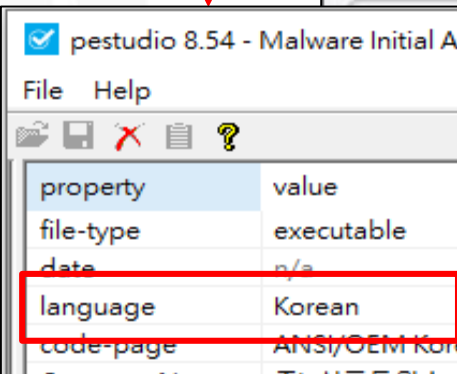 pestudio 8.54 - Malware Initial A
File Help
property value
file-type executable
date n/a
language Korean
code-page ANSI/OEM Kor